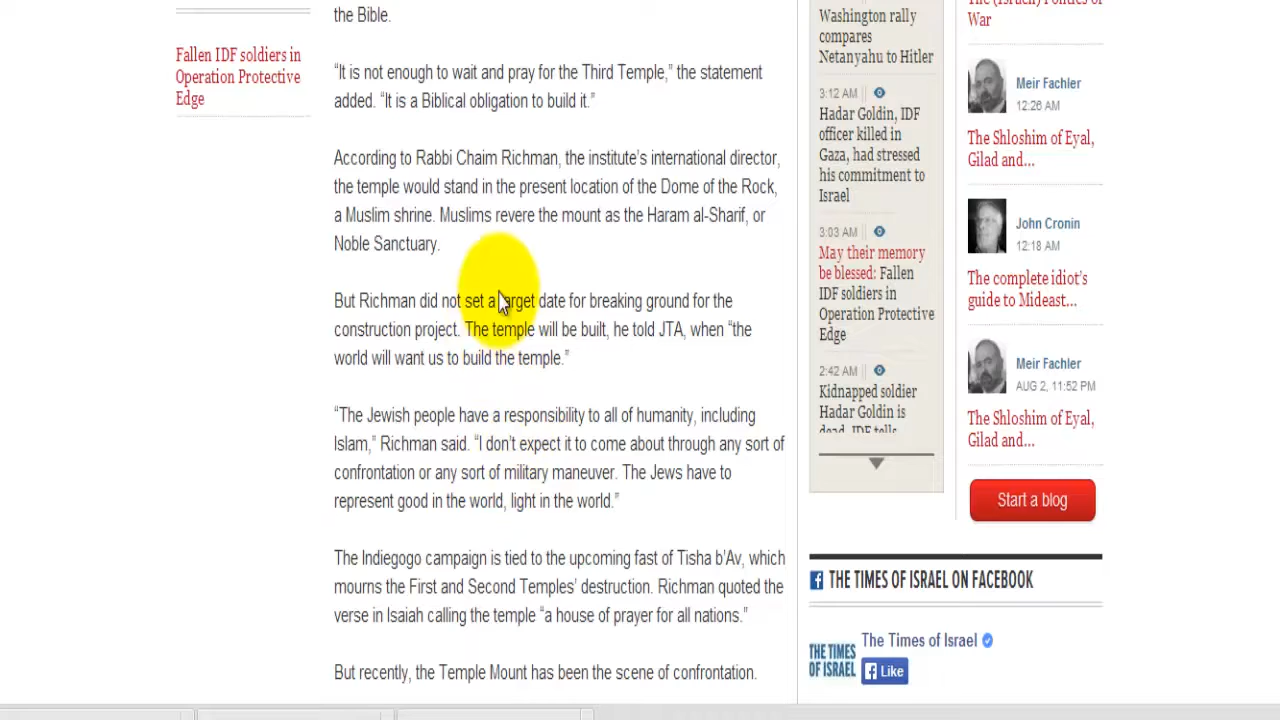 the Bible.
Fallen IDF soldiers in
Operation Protective
Edge
“It is not enough to wait and pray for the Third Temple,” the statement
added. “It is a Biblical obligation to build it.”
According to Rabbi Chaim Richman, the institute’s international director,
the temple would stand in the present location of the Dome of the Rock,
a Muslim shrine. Muslims revere the mount as the Haram al-Sharif, or
Noble Sanctuary.
But Richman did not set a target date for breaking ground for the
construction project. The temple will be built, he told JTA, when “the
world will want us to build the temple.”
“The Jewish people have a responsibility to all of humanity, including
Islam,” Richman said. “I don’t expect it to come about through any sort of
confrontation or any sort of military maneuver. The Jews have to
represent good in the world, light in the world.”
The Indiegogo campaign is tied to the upcoming fast of Tisha b’Av, which
mourns the First and Second Temples’ destruction. Richman quoted the
verse in Isaiah calling the temple “a house of prayer for all nations.”
But recently, the Temple Mount has been the scene of confrontation.
Washington rally
compares
Netanyahu to Hitler
3:12 AM
Hadar Goldin, IDF
officer killed in
Gaza, had stressed
his commitment to
Israel
3:03 AM
May their memory
be blessed: Fallen
IDF soldiers in
Operation Protective
Edge
2:42 AM
Kidnapped soldier
Hadar Goldin is
dead, IDF tells
The (Israeli) Politics of
War
Meir Fachler
12:26 AM
The Shloshim of Eyal,
Gilad and...
John Cronin
12:18 AM
The complete idiot’s
guide to Mideast...
Meir Fachler
AUG 2, 11:52 PM
The Shloshim of Eyal,
Gilad and...
Start a blog
THE TIMES OF ISRAEL ON FACEBOOK
THE TIMES
OF ISRAEL
The Times of Israel
Like